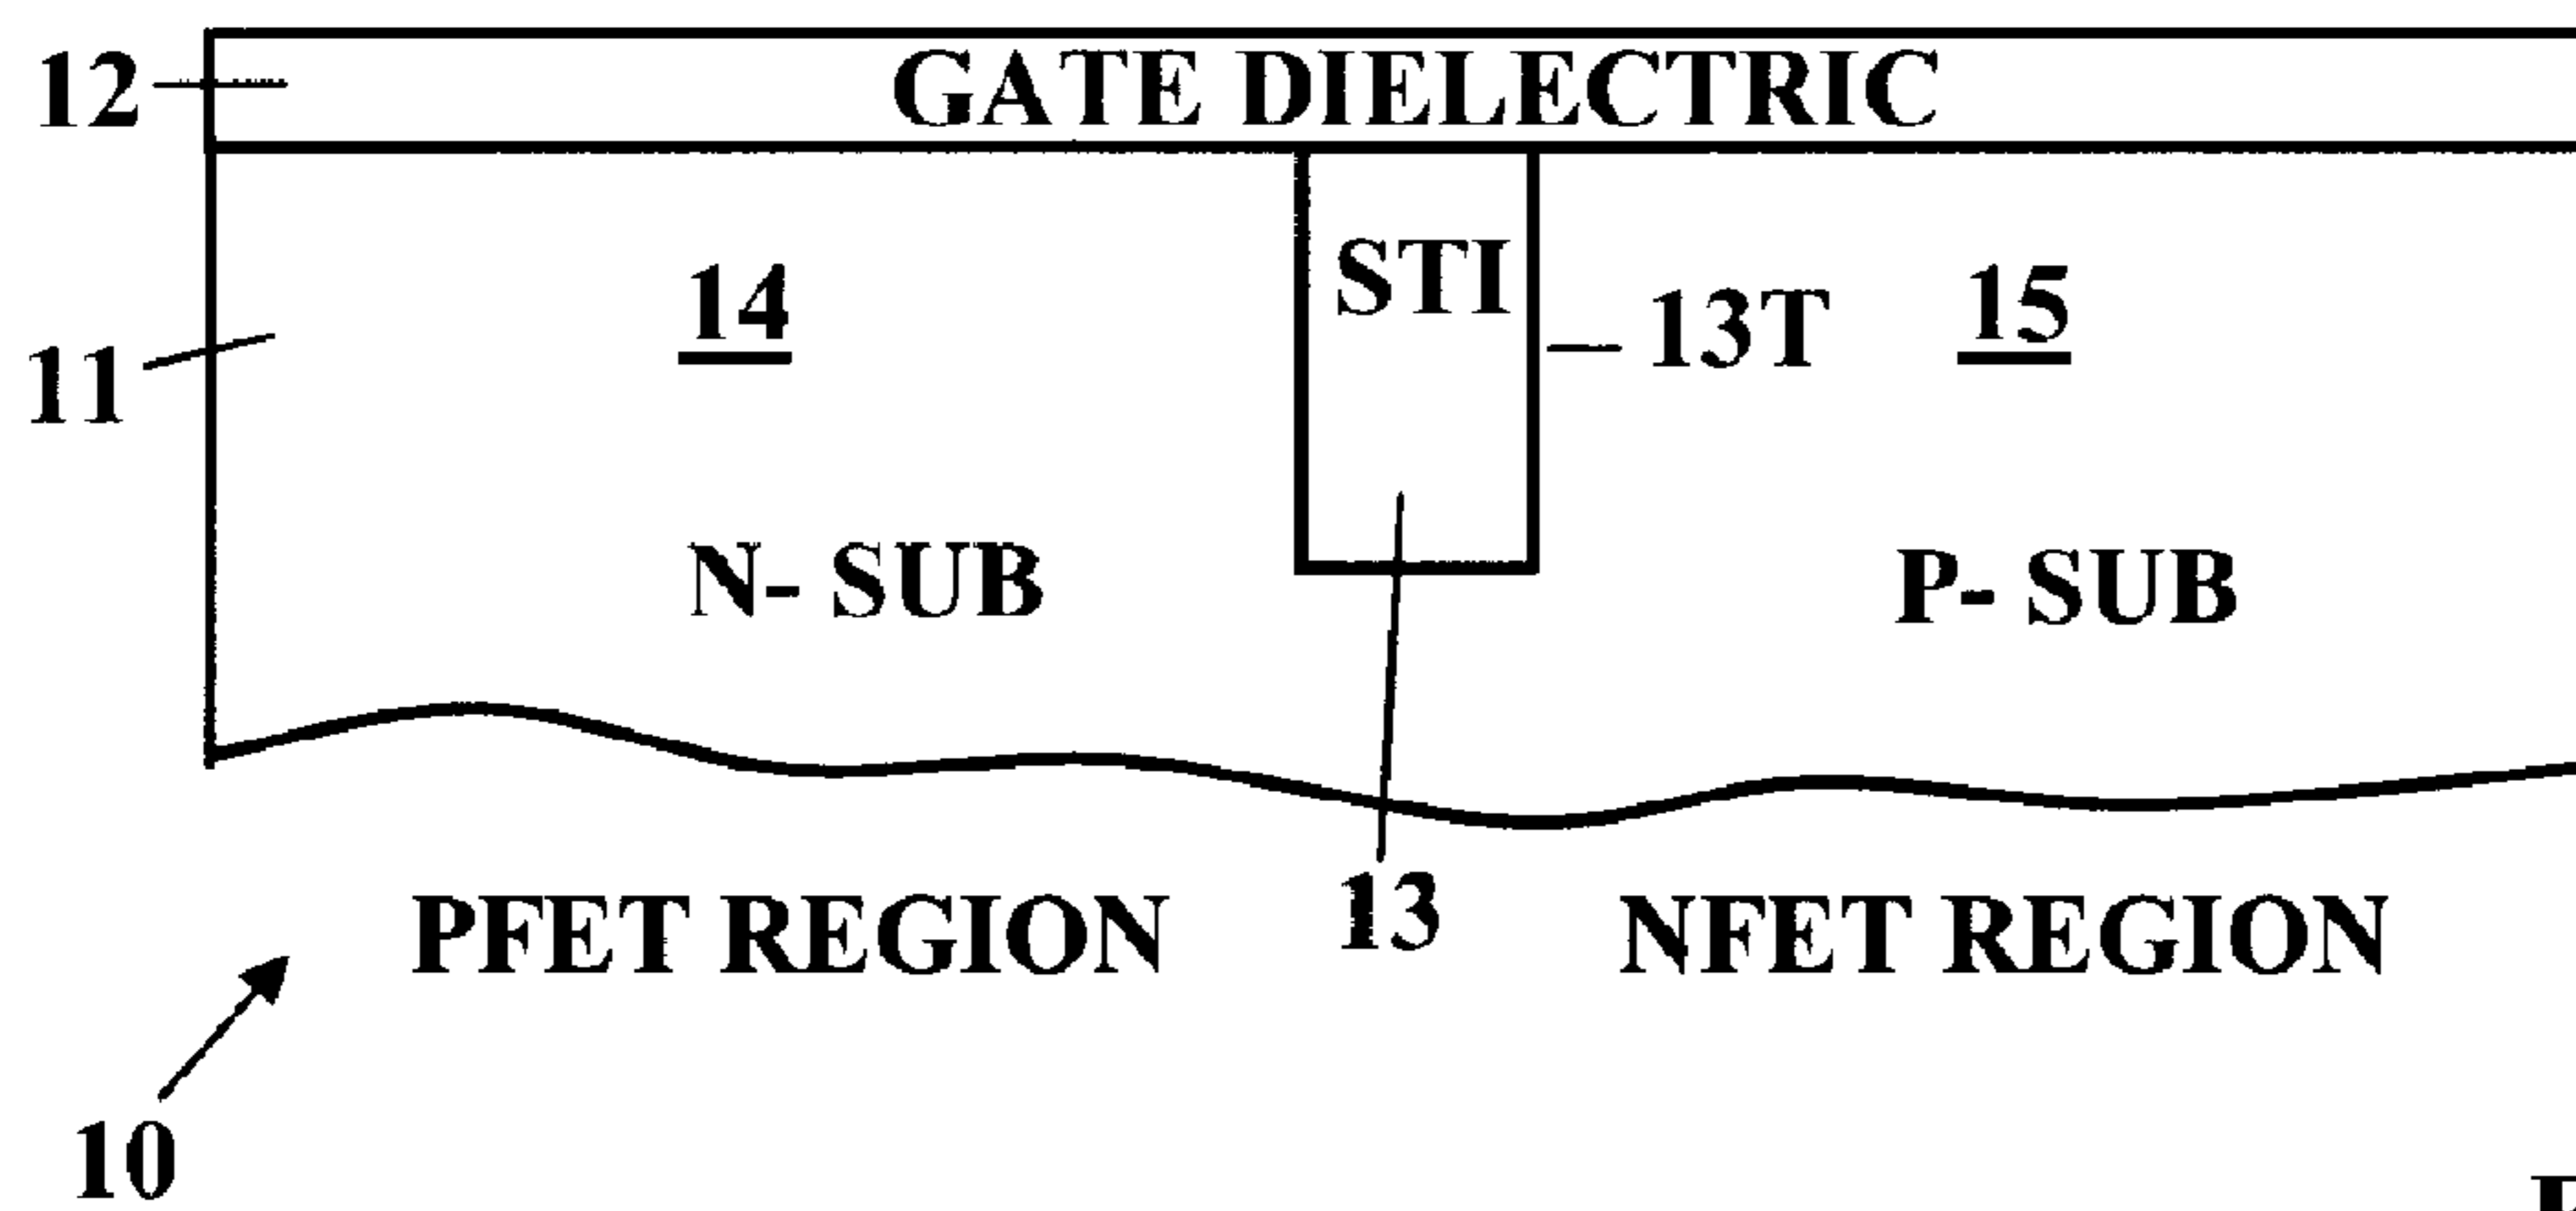 12 GATE DIELECTRIC
STI
14 13T 15
11
N- SUB P- SUB
PFET REGION 13 NFET REGION
10